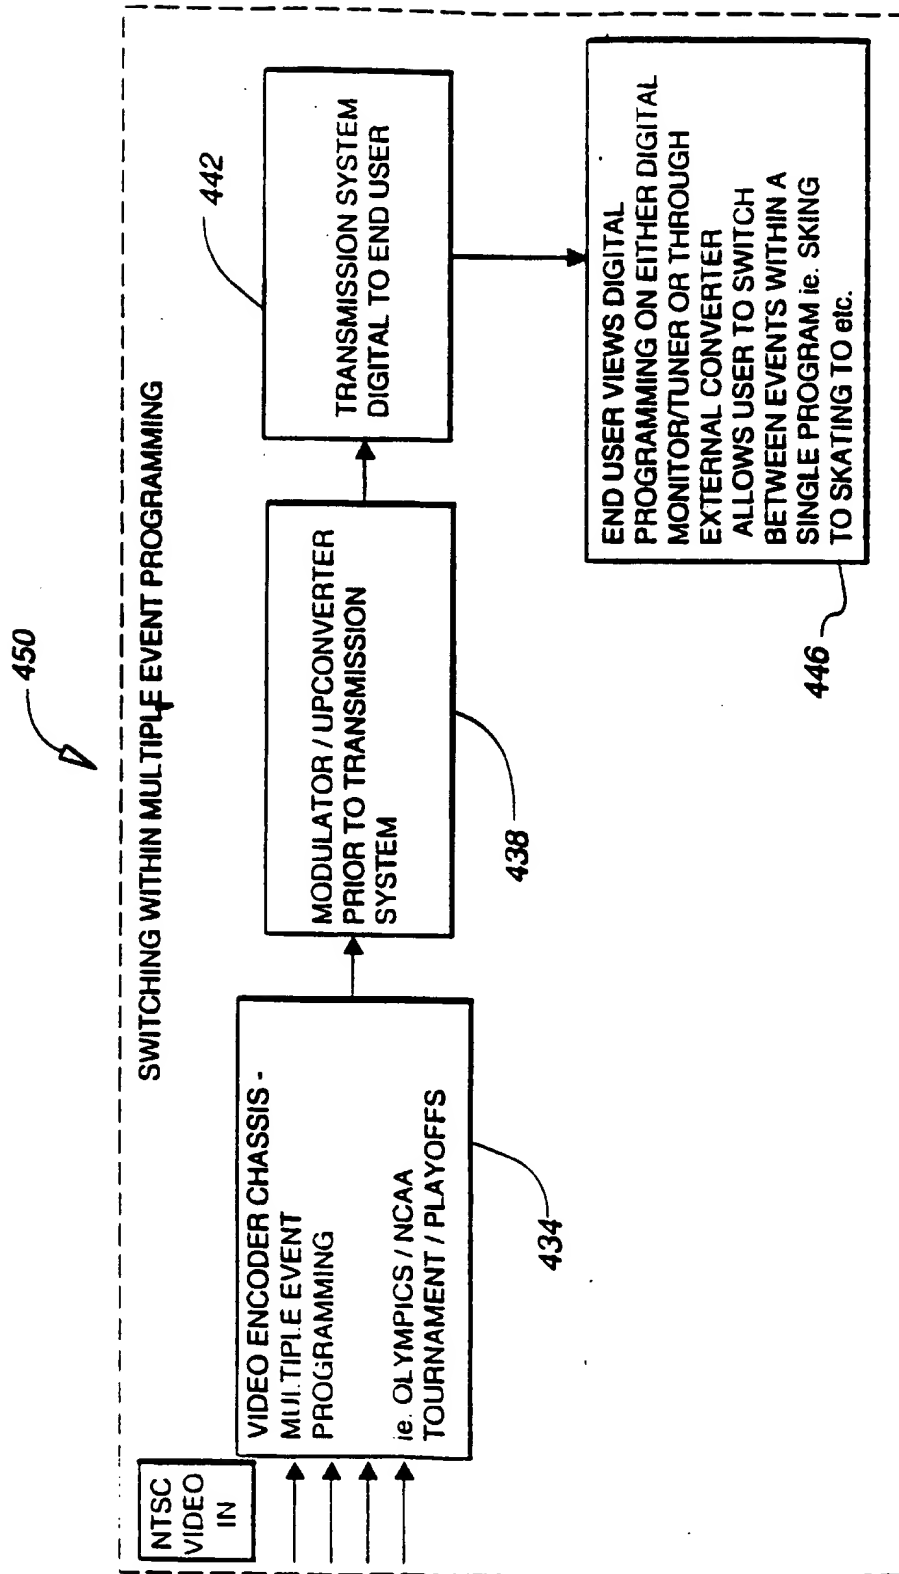 450
SWITCHING WITHIN MULTIPLE EVENT PROGRAMMING
NTSC
VIDEO
IN
VIDEO ENCODER CHASSIS -
MULTIPLE EVENT
PROGRAMMING
ie. OLYMPICS / NCAA
TOURNAMENT / PLAYOFFS
434
MODULATOR / UPCONVERTER
PRIOR TO TRANSMISSION
SYSTEM
438
442
TRANSMISSION SYSTEM
DIGITAL TO END USER
END USER VIEWS DIGITAL
PROGRAMMING ON EITHER DIGITAL
MONITOR/TUNER OR THROUGH
EXTERNAL CONVERTER
ALLOWS USER TO SWITCH
BETWEEN EVENTS WITHIN A
SINGLE PROGRAM ie. SKING
TO SKATING TO etc.
446